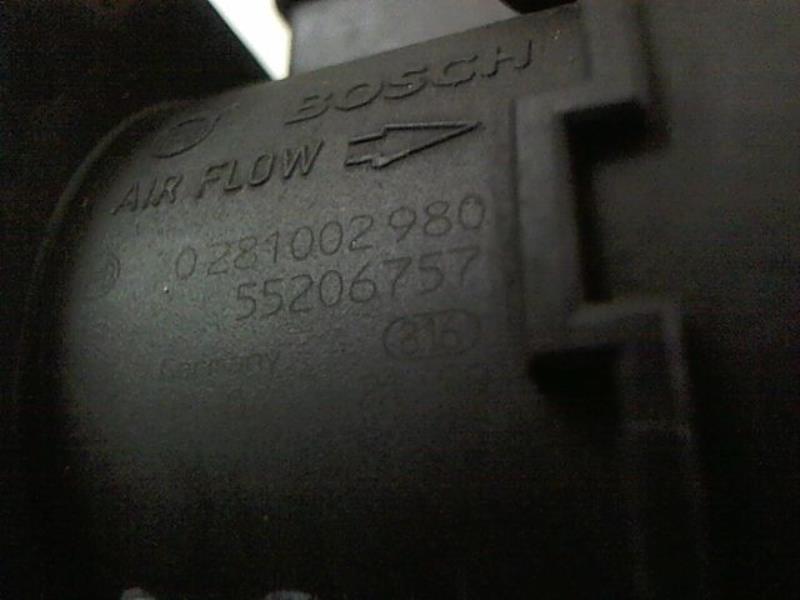 BOSCH
AIR FLOW
0281002980
55206757
816
Germany